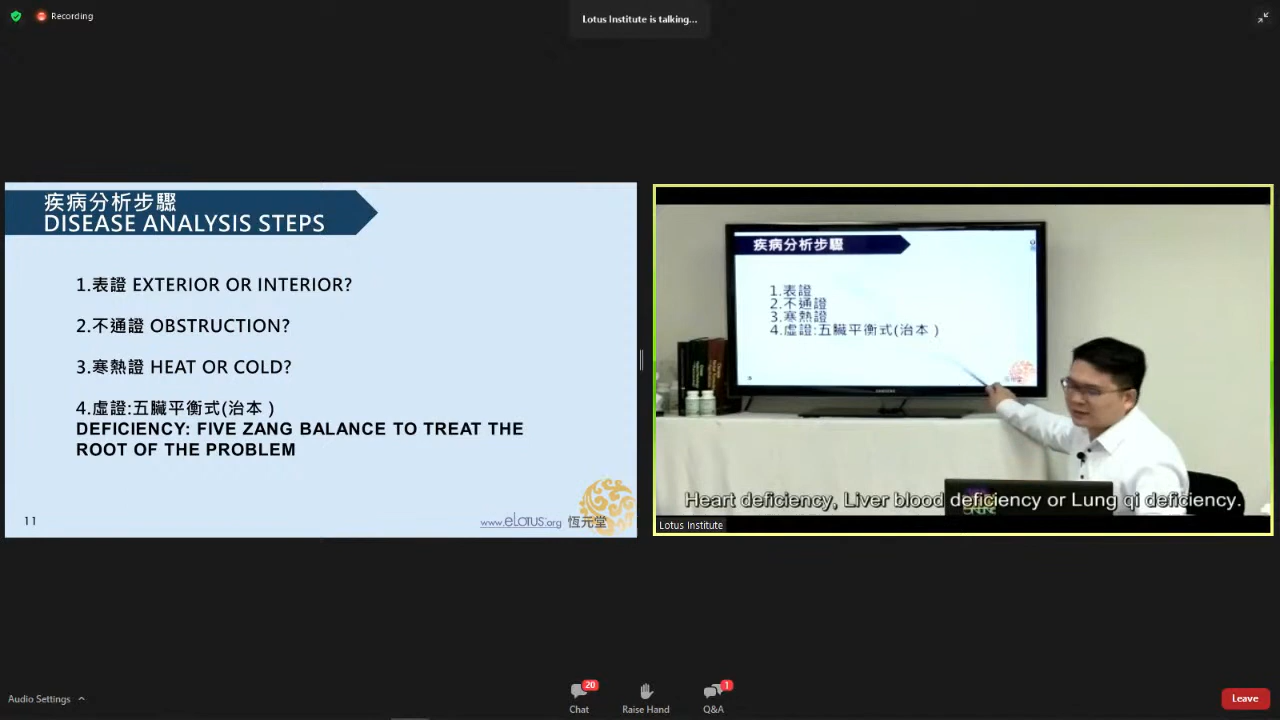 Recording
Lotus Institute is talking...
疾病分析步驟
DISEASE ANALYSIS STEPS
1.表證 EXTERIOR OR INTERIOR?
2.不通證 OBSTRUCTION?
3.寒熱證 HEAT OR COLD?
4.虛證:五臟平衡式(治本)
DEFICIENCY: FIVE ZANG BALANCE TO TREAT THE
ROOT OF THE PROBLEM
11
www.eLotus.org 恆元堂
疾病分析步驟
1.表證
2.不通證
3.寒熱證
4.虛證:五臟平衡式(治本)
SAMSUNG
Heart deficiency, Liver blood deficiency or Lung qi deficiency.
Lotus Institute
Audio Settings
20
Chat
Raise Hand
1
Q&A
Leave